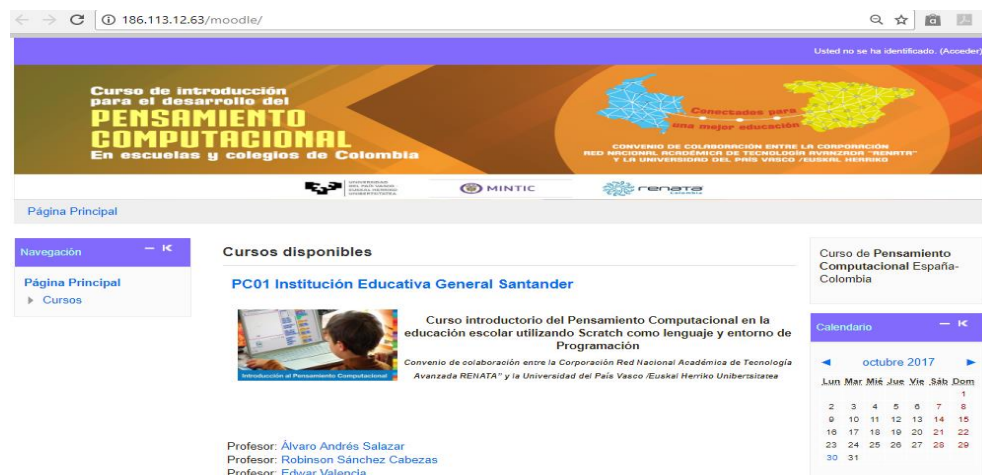 186.113.12.63/moodle/
Usted no se ha identificado. (Acceder)
Curso de introducción
para el desarrollo del
PENSAMIENTO
COMPUTACIONAL
En escuelas y colegios de Colombia
Conectados para
una mejor educación
CONVENIO DE COLABORACIÓN ENTRE LA CORPORACIÓN
RED NACIONAL ACADÉMICA DE TECNOLOGÍA AVANZADA "RENATA"
Y LA UNIVERSIDAD DEL PAÍS VASCO /EUSKAL HERRIKO
MINTIC
renata
Página Principal
Navegación
Página Principal
Cursos
Cursos disponibles
PC01 Institución Educativa General Santander
Introducción al Pensamiento Computacional
Curso introductorio del Pensamiento Computacional en la
educación escolar utilizando Scratch como lenguaje y entorno de
Programación
Convenio de colaboración entre la Corporación Red Nacional Académica de Tecnología
Avanzada RENATA" y la Universidad del País Vasco /Euskal Herriko Unibertsitatea
Profesor: Álvaro Andrés Salazar
Profesor: Robinson Sánchez Cabezas
Profesor: Edwar Valencia
Curso de Pensamiento
Computacional España-
Colombia
Calendario
octubre 2017
Lun Mar Mié Jue Vie Sáb Dom
1
2 3 4 5 6 7 8
9 10 11 12 13 14 15
16 17 18 19 20 21 22
23 24 25 26 27 28 29
30 31